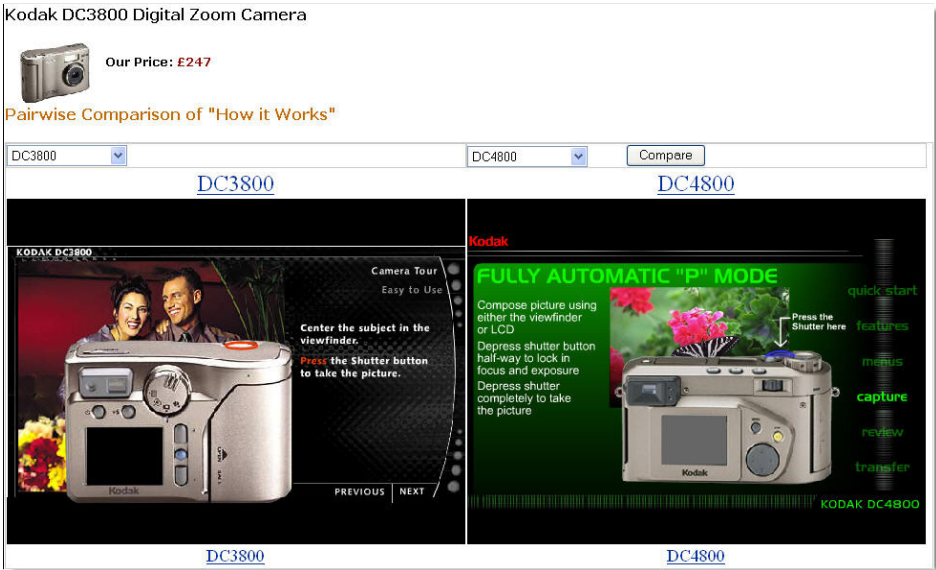 Kodak DC3800 Digital Zoom Camera
Our Price: £247
Pairwise Comparison of "How it Works"
DC3800
DC4800
Compare
DC3800
DC4800
KODAK DC3800
Camera Tour
Easy to Use
Center the subject in the
viewfinder.
Press the Shutter button
to take the picture.
OPEN
Kodak
PREVIOUS
NEXT
Kodak
FULLY AUTOMATIC "P" MODE
Compose picture using
either the viewfinder
or LCD
Depress shutter button
half-way to lock in
focus and exposure
Depress shutter
completely to take
the picture
Press the
Shutter here
Kodak
quick start
features
menus
capture
review
transfer
KODAK DC4800
DC3800
DC4800